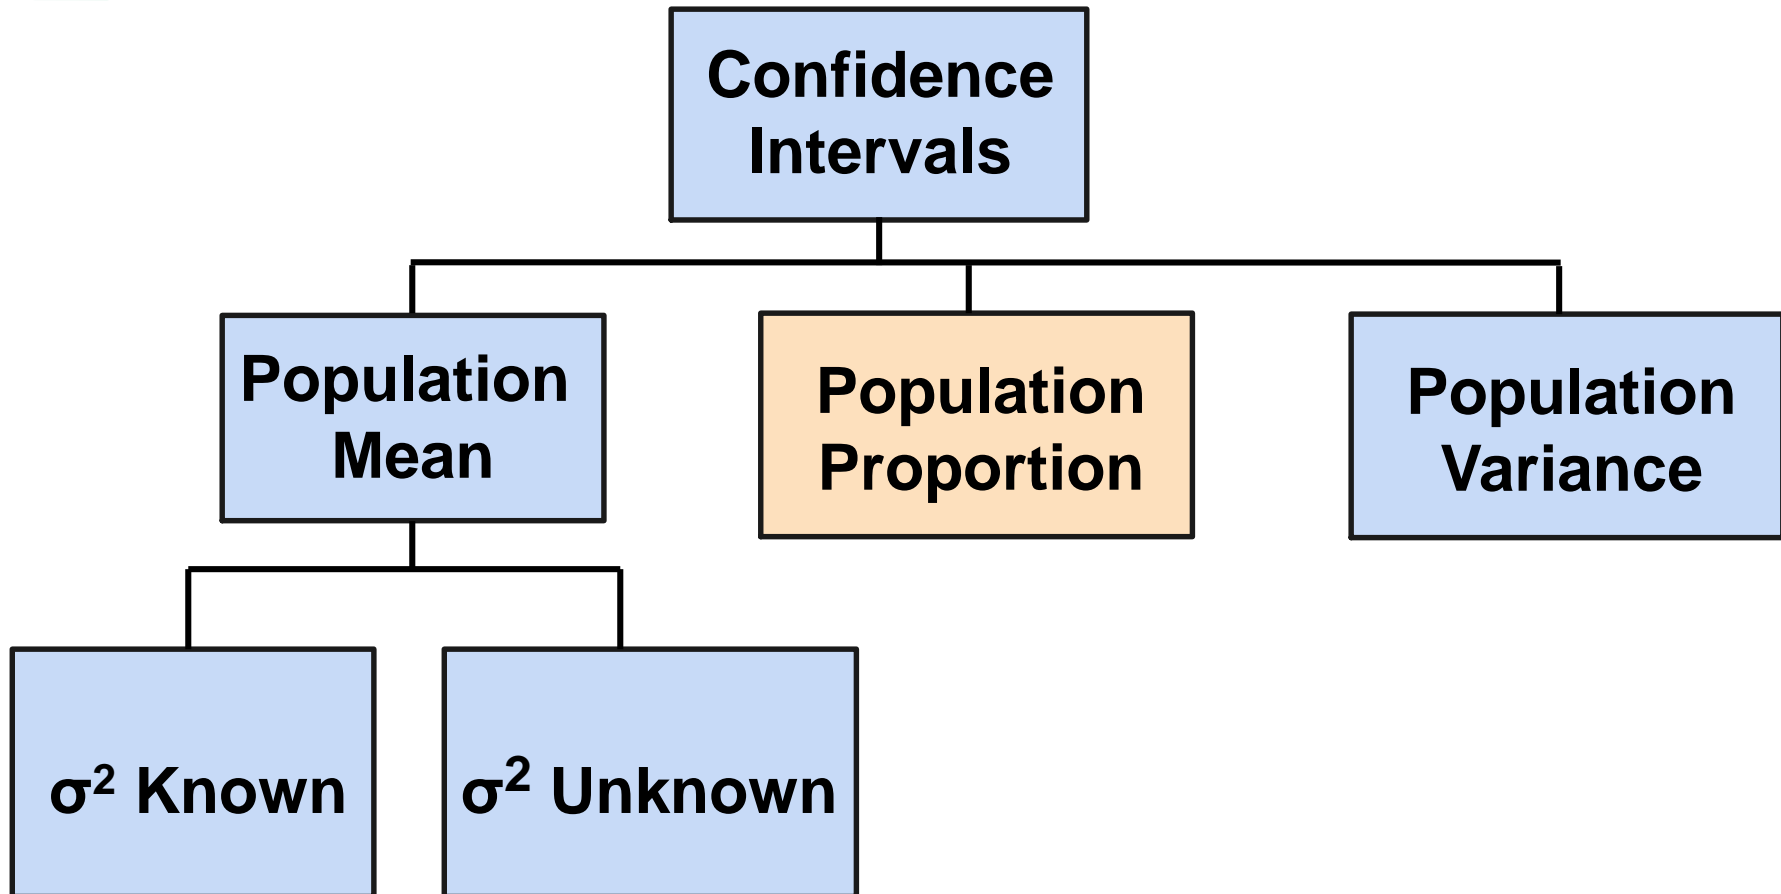 Confidence
Intervals
Population
Mean
Population
Proportion
Population
Variance
σ² Known
σ² Unknown